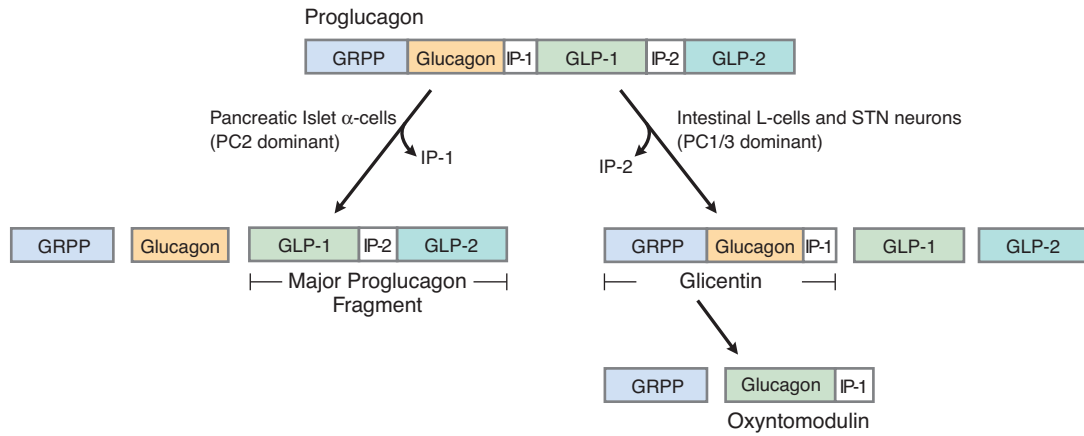 Proglucagon
GRPP Glucagon IP-1 GLP-1 IP-2 GLP-2
Pancreatic Islet α-cells
(PC2 dominant)
IP-1
Intestinal L-cells and STN neurons
(PC1/3 dominant)
IP-2
GRPP Glucagon GLP-1 IP-2 GLP-2
Major Proglucagon
Fragment
GRPP Glucagon IP-1 GLP-1 GLP-2
Glicentin
GRPP Glucagon IP-1
Oxyntomodulin